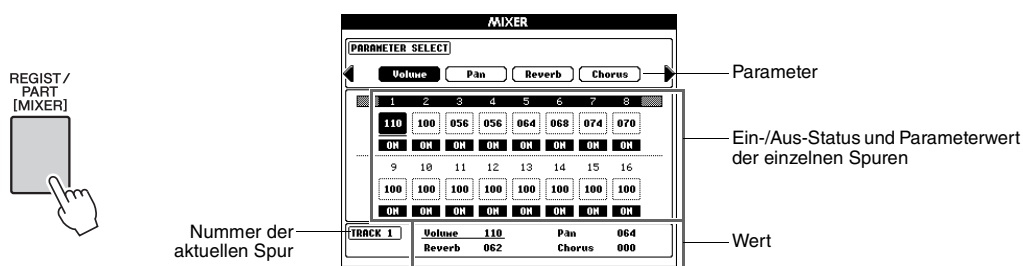 MIXER
PARAMETER SELECT
Volume Pan Reverb Chorus
Parameter
REGIST/
PART
[MIXER]
1 2 3 4 5 6 7 8
110 100 056 056 064 068 074 070
ON ON ON ON ON ON ON ON
Ein-/Aus-Status und Parameterwert
der einzelnen Spuren
9 10 11 12 13 14 15 16
100 100 100 100 100 100 100 100
ON ON ON ON ON ON ON ON
Nummer der
aktuellen Spur
TRACK 1
Volume 110 Pan 064
Reverb 062 Chorus 000
Wert